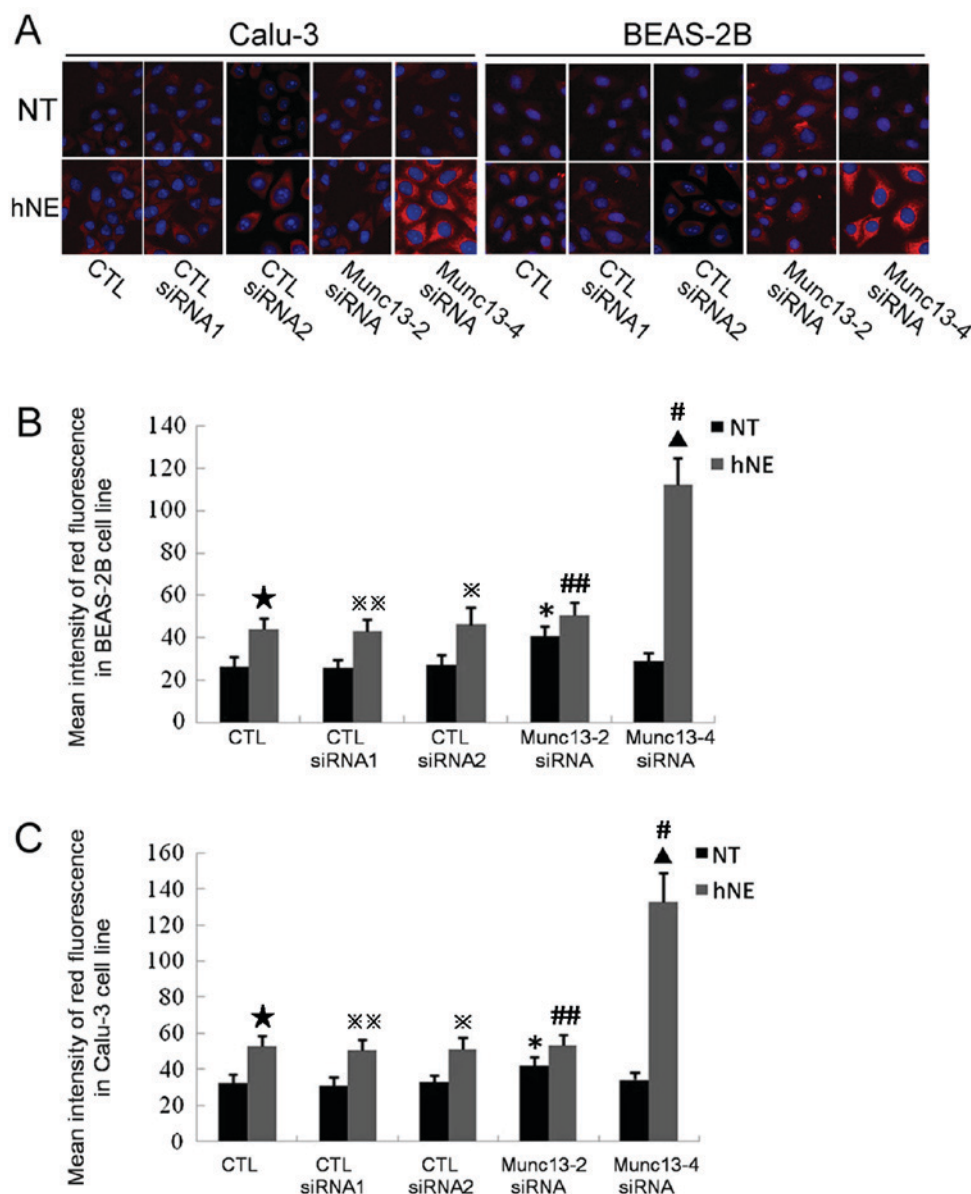 A
Calu-3
BEAS-2B
NT
hNE
CTL
CTL
siRNA1
CTL
siRNA2
Munc13-2
siRNA
Munc13-4
siRNA
CTL
CTL
siRNA1
CTL
siRNA2
Munc13-2
siRNA
Munc13-4
siRNA
B
Mean intensity of red fluorescence
in BEAS-2B cell line
140
120
100
80
60
40
20
0
★
※※
※
*
##
#
▲
NT
hNE
CTL
CTL
siRNA1
CTL
siRNA2
Munc13-2
siRNA
Munc13-4
siRNA
C
Mean intensity of red fluorescence
in Calu-3 cell line
160
140
120
100
80
60
40
20
0
★
※※
※
*
##
#
▲
NT
hNE
CTL
CTL
siRNA1
CTL
siRNA2
Munc13-2
siRNA
Munc13-4
siRNA